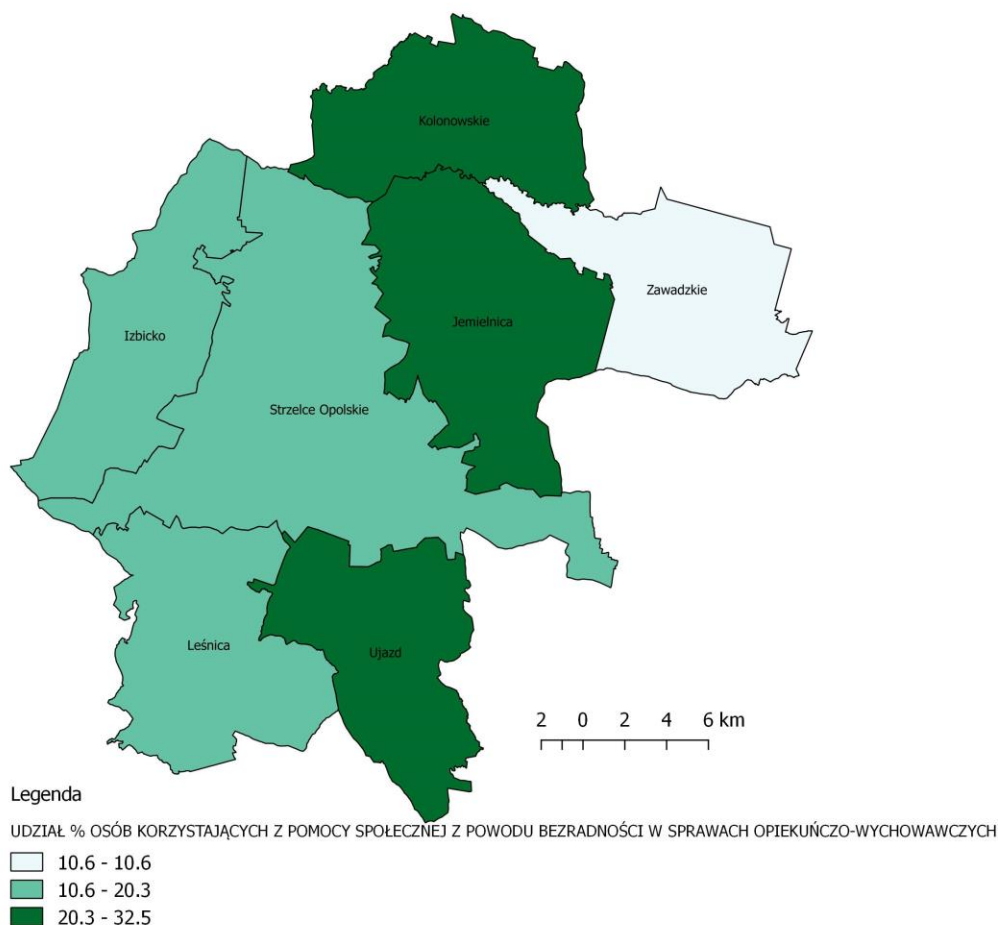 Kolonowskie
Zawadzkie
Jemielnica
Izbicko
Strzelce Opolskie
Leśnica
Ujazd
2 0 2 4 6 km
Legenda
UDZIAŁ % OSÓB KORZYSTAJĄCYCH Z POMOCY SPOŁECZNEJ Z POWODU BEZRADNOŚCI W SPRAWACH OPIEKUŃCZO-WYCHOWAWCZYCH
10.6 - 10.6
10.6 - 20.3
20.3 - 32.5